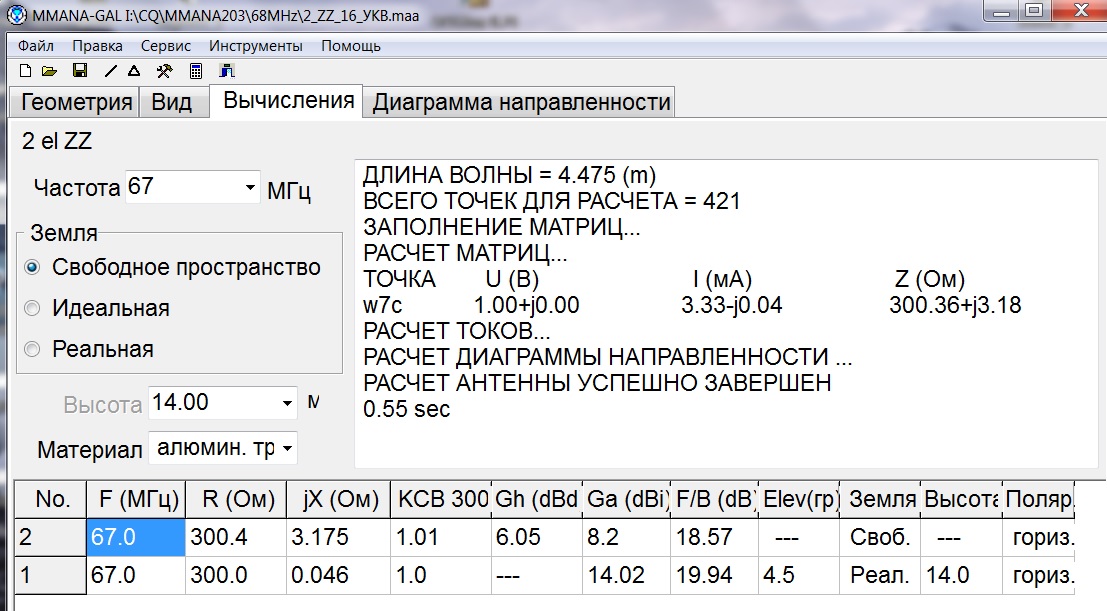 MMANA-GAL I:\CQ\MMANA203\68MHz\2_ZZ_16_УКВ.maa
Файл Правка Сервис Инструменты Помощь
Геометрия Вид Вычисления Диаграмма направленности
2 el ZZ
Частота 67 МГц
Земля
Свободное пространство
Идеальная
Реальная
Высота 14.00 м
Материал алюмин. тр
ДЛИНА ВОЛНЫ = 4.475 (m)
ВСЕГО ТОЧЕК ДЛЯ РАСЧЕТА = 421
ЗАПОЛНЕНИЕ МАТРИЦ...
РАСЧЕТ МАТРИЦ...
ТОЧКА U (В) I (мА) Z (Ом)
w7c 1.00+j0.00 3.33-j0.04 300.36+j3.18
РАСЧЕТ ТОКОВ...
РАСЧЕТ ДИАГРАММЫ НАПРАВЛЕННОСТИ ...
РАСЧЕТ АНТЕННЫ УСПЕШНО ЗАВЕРШЕН
0.55 sec
No. F (МГц) R (Ом) jX (Ом) КСВ 300 Gh (dBd Ga (dBi) F/B (dB) Elev(гр) Земля Высота Поляр.
2 67.0 300.4 3.175 1.01 6.05 8.2 18.57 --- Своб. --- гориз.
1 67.0 300.0 0.046 1.0 --- 14.02 19.94 4.5 Реал. 14.0 гориз.